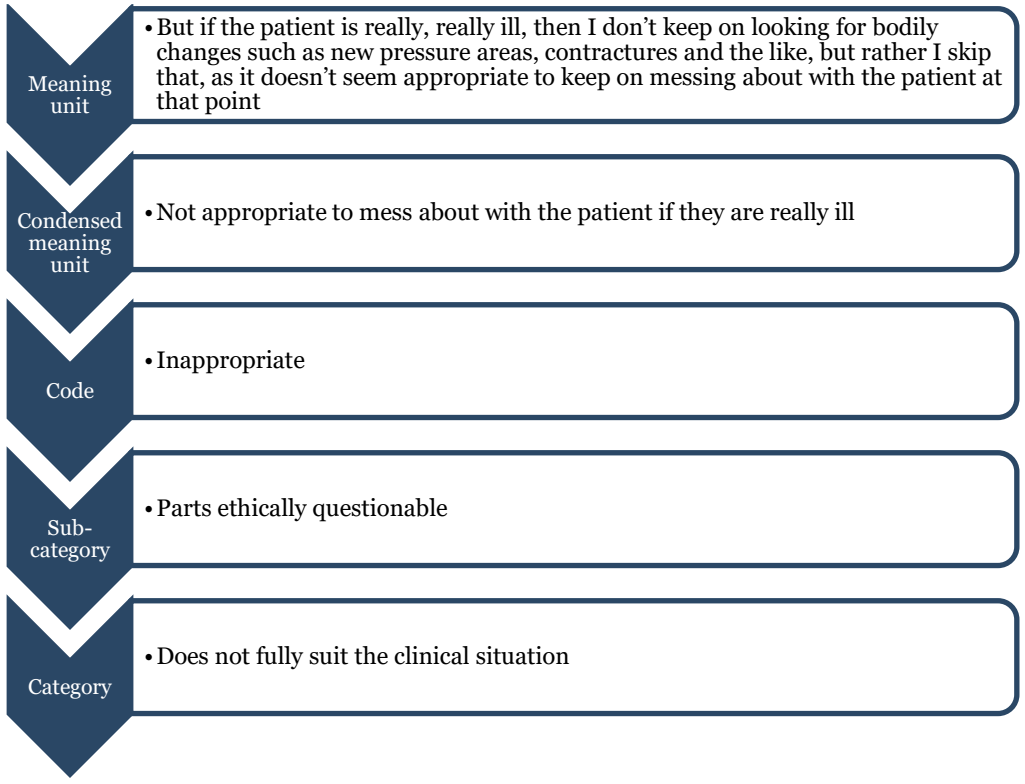 Meaning
unit
•But if the patient is really, really ill, then I don’t keep on looking for bodily
changes such as new pressure areas, contractures and the like, but rather I skip
that, as it doesn’t seem appropriate to keep on messing about with the patient at
that point
Condensed
meaning
unit
•Not appropriate to mess about with the patient if they are really ill
Code
•Inappropriate
Sub-
category
•Parts ethically questionable
Category
•Does not fully suit the clinical situation